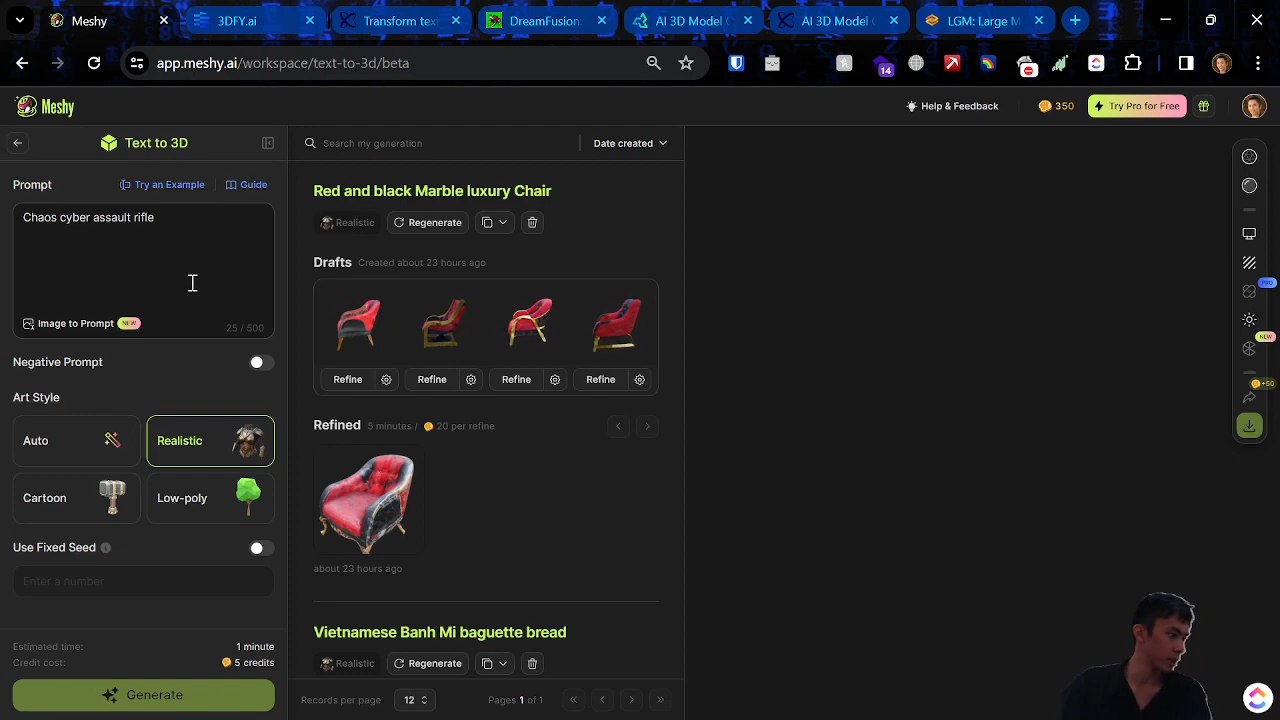 Meshy
3DFY.ai
Transform tex
DreamFusion:
AI 3D Model C
AI 3D Model C
LGM: Large M
app.meshy.ai/workspace/text-to-3d/beta
14
Meshy
Help & Feedback
350
Try Pro for Free
Text to 3D
Search my generation
Date created
Prompt
Try an Example
Guide
Chaos cyber assault rifle
Image to Prompt
NEW
25 / 500
Negative Prompt
Art Style
Auto
Realistic
Cartoon
Low-poly
Use Fixed Seed
Enter a number
Estimated time:
1 minute
Credit cost:
5 credits
Generate
Red and black Marble luxury Chair
Realistic
Regenerate
Drafts
Created about 23 hours ago
Refine
Refine
Refine
Refine
Refined
5 minutes /
20 per refine
about 23 hours ago
Vietnamese Banh Mi baguette bread
Realistic
Regenerate
Records per page
12
Pages 1 of 1
PRO
NEW
+50